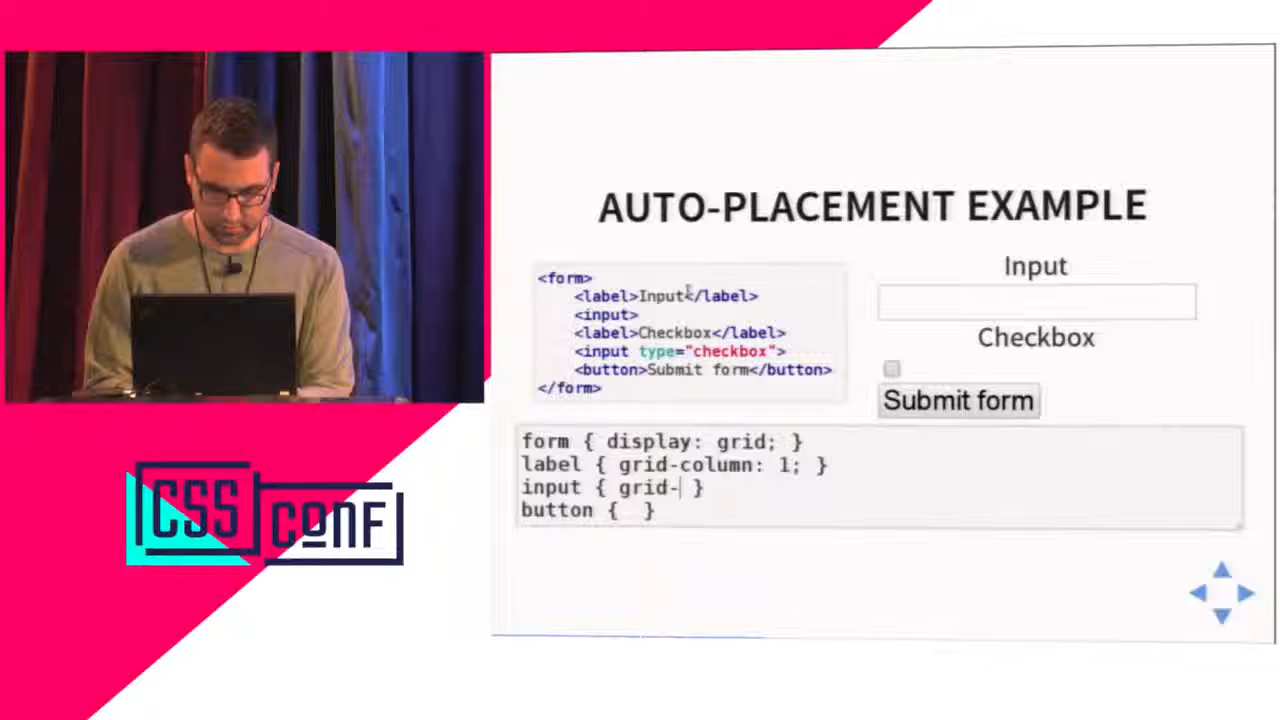 AUTO-PLACEMENT EXAMPLE
<form>
<label>Input</label>
<input>
<label>Checkbox</label>
<input type="checkbox">
<button>Submit form</button>
</form>
Input
Checkbox
Submit form
form { display: grid; }
label { grid-column: 1; }
input { grid- }
button {  }
CSS
CONF